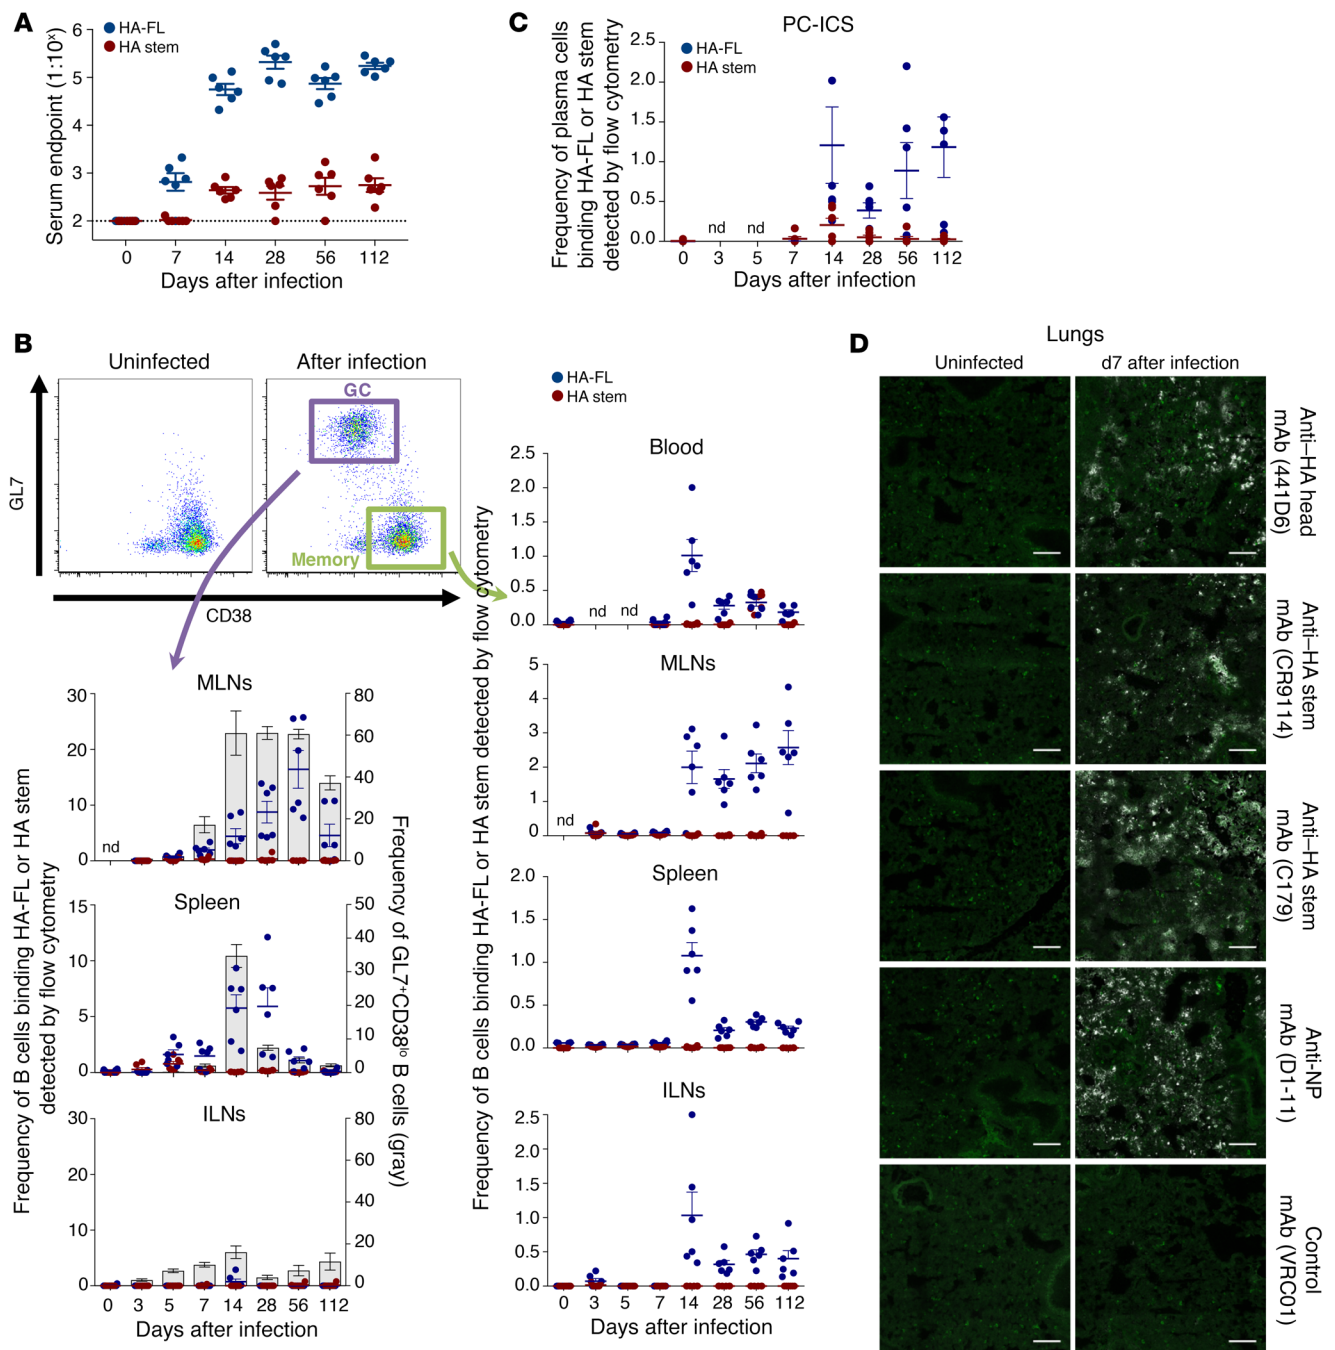 A
HA-FL
HA stem
Serum endpoint (1:10ˣ)
6
5
4
3
2
0 7 14 28 56 112
Days after infection
C
PC-ICS
HA-FL
HA stem
Frequency of plasma cells
binding HA-FL or HA stem
detected by flow cytometry
2.5
2.0
1.5
1.0
0.5
0.0
nd nd
0 3 5 7 14 28 56 112
Days after infection
B
Uninfected
After infection
GC
Memory
GL7
CD38
HA-FL
HA stem
Frequency of B cells binding HA-FL or HA stem
detected by flow cytometry
Frequency of GL7⁺CD38ˡᵒ B cells (gray)
MLNs
30
20
10
0
nd
80
60
40
20
0
Spleen
15
10
5
0
50
40
30
20
10
0
ILNs
30
20
10
0
80
60
40
20
0
0 3 5 7 14 28 56 112
Days after infection
Frequency of B cells binding HA-FL or HA stem detected by flow cytometry
Blood
2.5
2.0
1.5
1.0
0.5
0.0
nd nd
MLNs
5
4
3
2
1
0
nd
Spleen
2.0
1.5
1.0
0.5
0.0
ILNs
2.5
2.0
1.5
1.0
0.5
0.0
0 3 5 7 14 28 56 112
Days after infection
D
Lungs
Uninfected
d7 after infection
Anti–HA head
mAb (441D6)
Anti–HA stem
mAb (CR9114)
Anti–HA stem
mAb (C179)
Anti-NP
mAb (D1-11)
Control
mAb (VRC01)